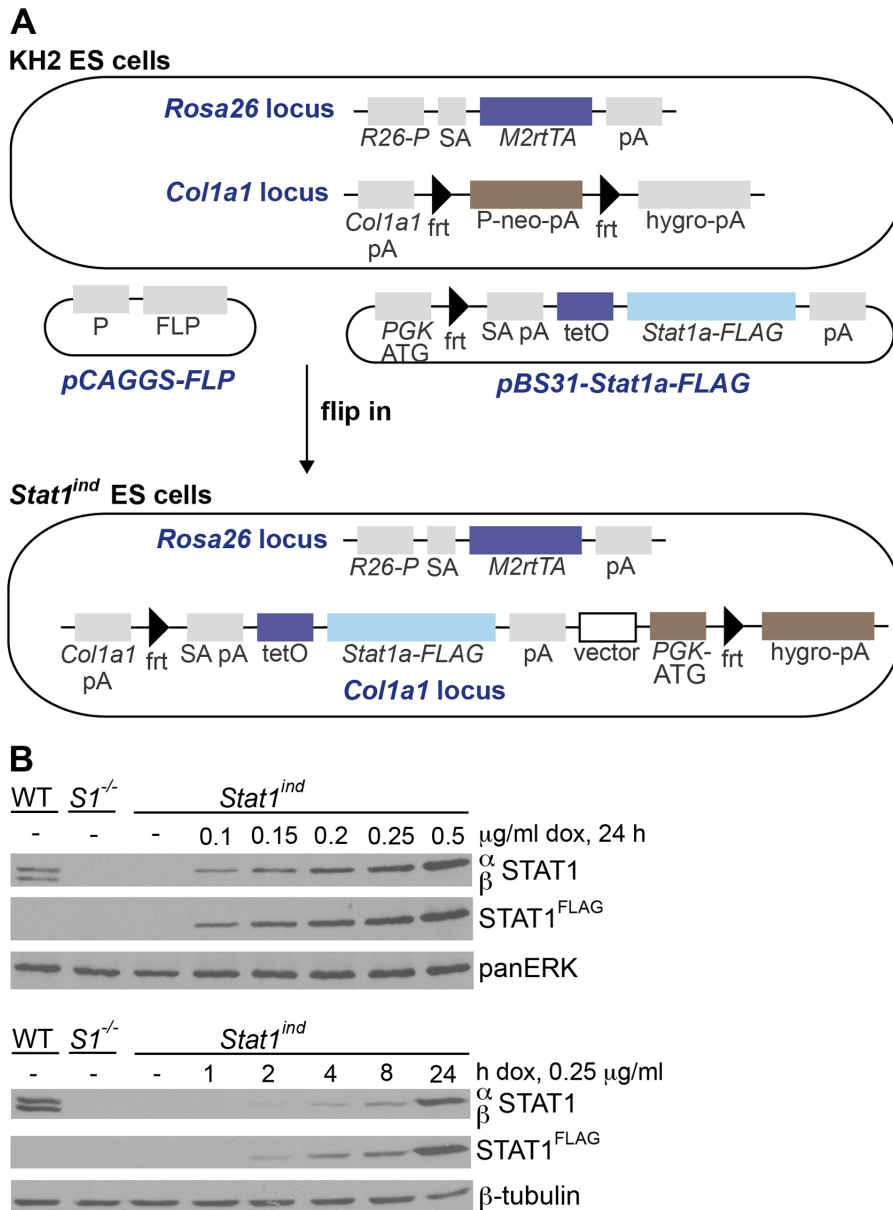 A
KH2 ES cells
Rosa26 locus
R26-P SA M2rtTA pA
Col1a1 locus
Col1a1 pA frt P-neo-pA frt hygro-pA
P FLP
pCAGGS-FLP
PGK ATG frt SA pA tetO Stat1a-FLAG pA
pBS31-Stat1a-FLAG
flip in
Stat1ind ES cells
Rosa26 locus
R26-P SA M2rtTA pA
Col1a1 pA frt SA pA tetO Stat1a-FLAG pA vector PGK-ATG frt hygro-pA
Col1a1 locus
B
WT S1-/- Stat1ind
- - - 0.1 0.15 0.2 0.25 0.5 μg/ml dox, 24 h
α β STAT1
STAT1FLAG
panERK
WT S1-/- Stat1ind
- - - 1 2 4 8 24 h dox, 0.25 μg/ml
α β STAT1
STAT1FLAG
β-tubulin